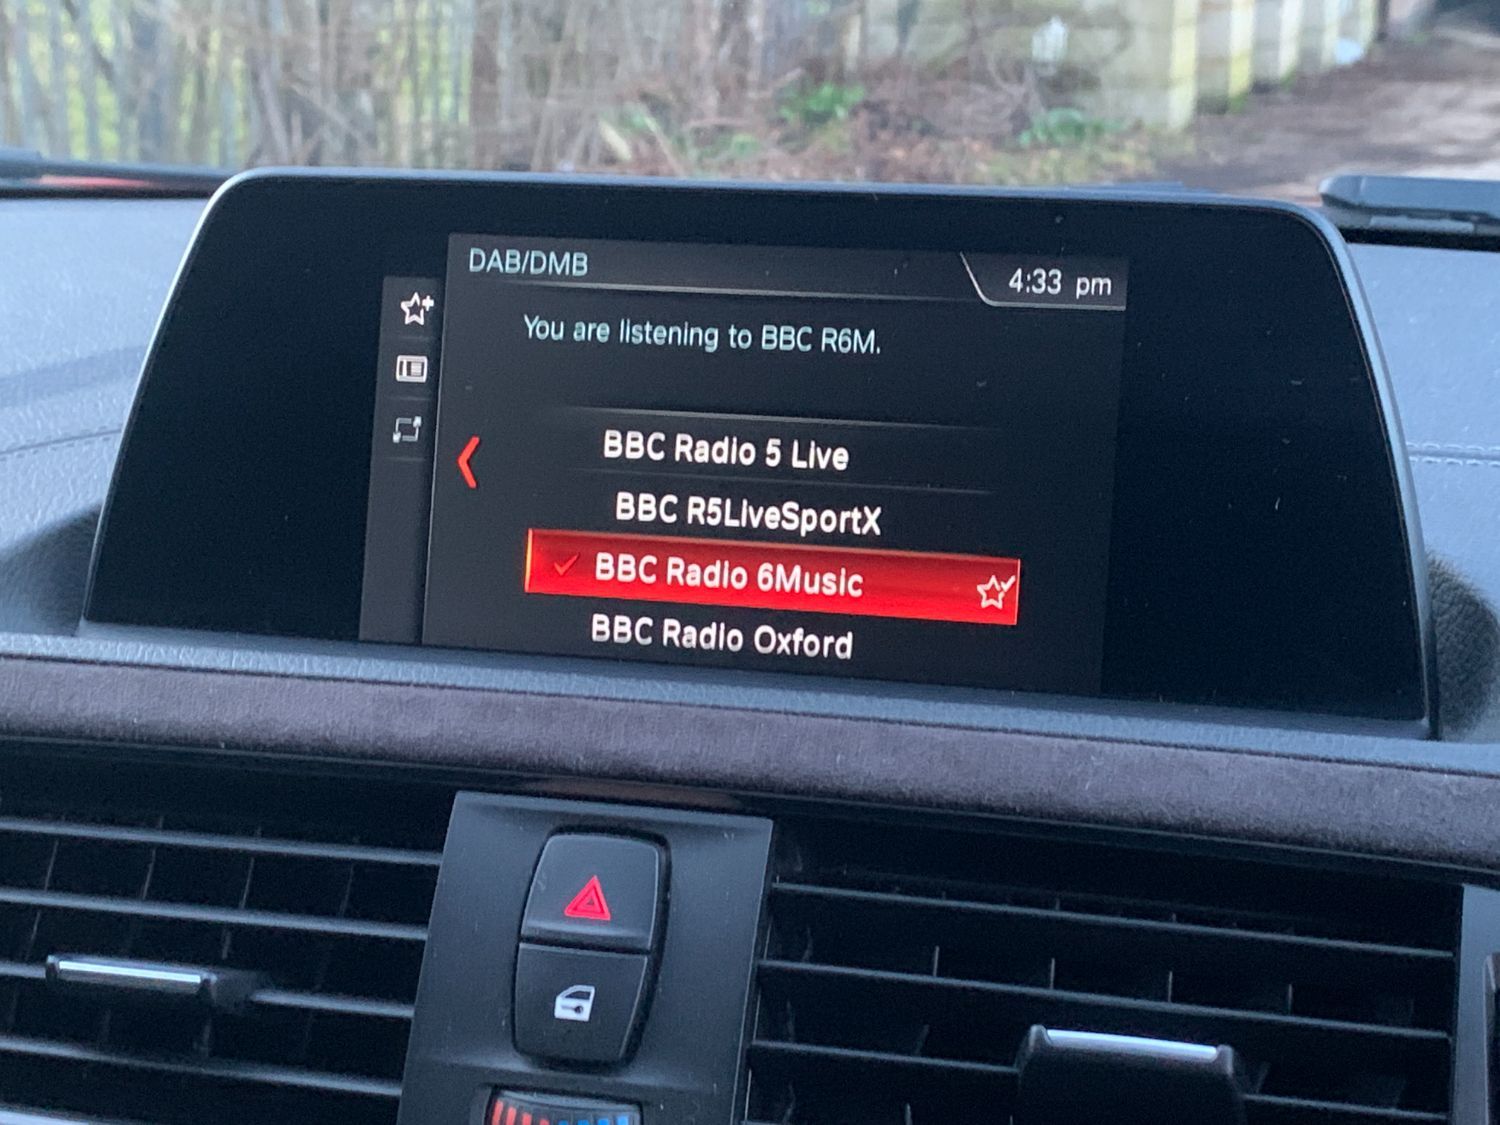 DAB/DMB
4:33 pm
You are listening to BBC R6M.
BBC Radio 5 Live
BBC R5LiveSportX
BBC Radio 6Music
BBC Radio Oxford